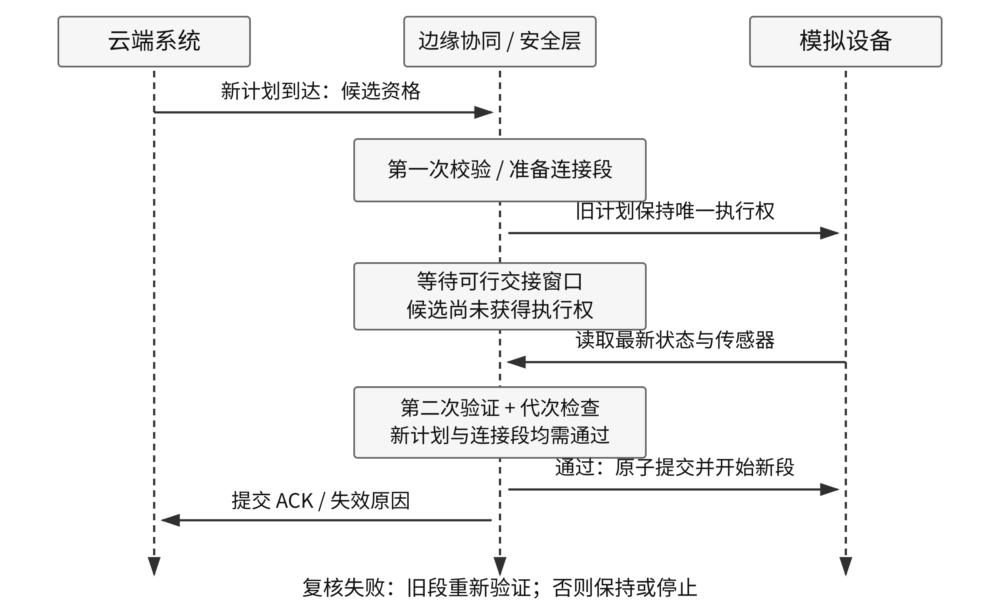 云端系统
边缘协同 / 安全层
模拟设备
新计划到达：候选资格
第一次校验 / 准备连接段
旧计划保持唯一执行权
等待可行交接窗口
候选尚未获得执行权
读取最新状态与传感器
第二次验证 + 代次检查
新计划与连接段均需通过
通过：原子提交并开始新段
提交 ACK / 失效原因
复核失败：旧段重新验证；否则保持或停止